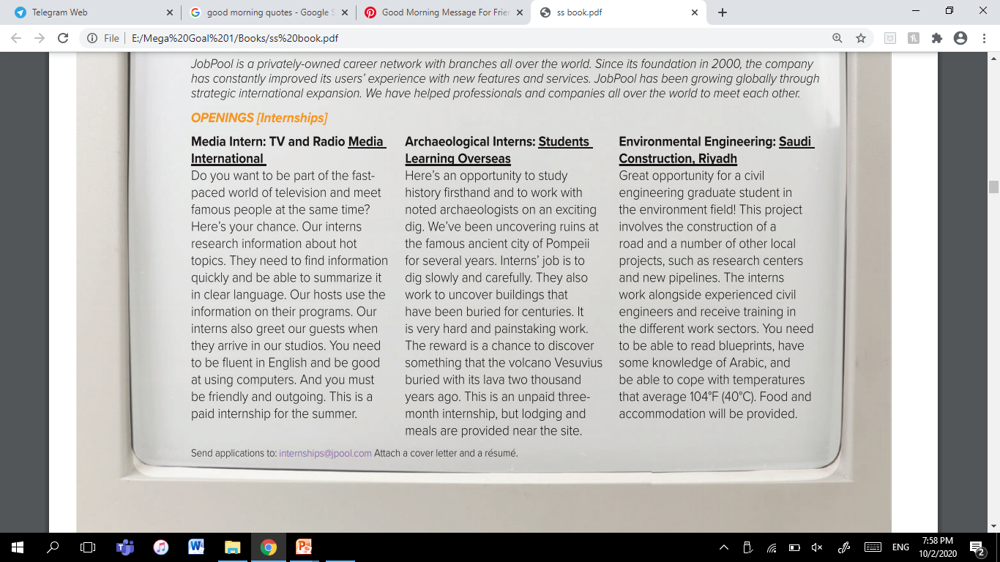 Telegram Web
good morning quotes - Google S
Good Morning Message For Frie
ss book.pdf
File
E:/Mega%20Goal%201/Books/ss%20book.pdf
JobPool is a privately-owned career network with branches all over the world. Since its foundation in 2000, the company
has constantly improved its users' experience with new features and services. JobPool has been growing globally through
strategic international expansion. We have helped professionals and companies all over the world to meet each other.
OPENINGS [Internships]
Media Intern: TV and Radio Media
International
Do you want to be part of the fast-
paced world of television and meet
famous people at the same time?
Here's your chance. Our interns
research information about hot
topics. They need to find information
quickly and be able to summarize it
in clear language. Our hosts use the
information on their programs. Our
interns also greet our guests when
they arrive in our studios. You need
to be fluent in English and be good
at using computers. And you must
be friendly and outgoing. This is a
paid internship for the summer.
Archaeological Interns: Students
Learning Overseas
Here's an opportunity to study
history firsthand and to work with
noted archaeologists on an exciting
dig. We've been uncovering ruins at
the famous ancient city of Pompeii
for several years. Interns' job is to
dig slowly and carefully. They also
work to uncover buildings that
have been buried for centuries. It
is very hard and painstaking work.
The reward is a chance to discover
something that the volcano Vesuvius
buried with its lava two thousand
years ago. This is an unpaid three-
month internship, but lodging and
meals are provided near the site.
Environmental Engineering: Saudi
Construction, Riyadh
Great opportunity for a civil
engineering graduate student in
the environment field! This project
involves the construction of a
road and a number of other local
projects, such as research centers
and new pipelines. The interns
work alongside experienced civil
engineers and receive training in
the different work sectors. You need
to be able to read blueprints, have
some knowledge of Arabic, and
be able to cope with temperatures
that average 104°F (40°C). Food and
accommodation will be provided.
Send applications to: internships@jpool.com Attach a cover letter and a résumé.
ENG
7:58 PM
10/2/2020
2